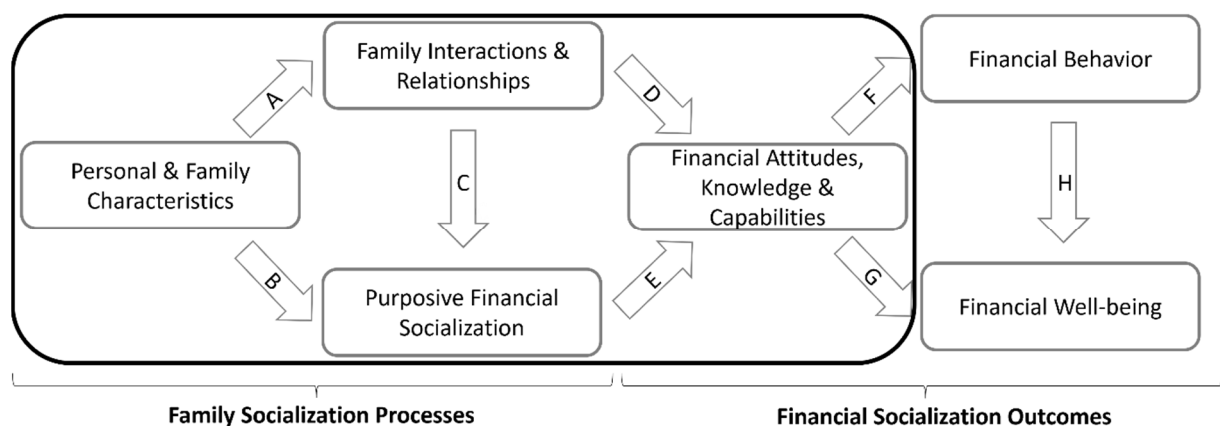 Family Interactions &
Relationships
Financial Behavior
A
D
F
Personal & Family
Characteristics
C
Financial Attitudes,
Knowledge &
Capabilities
H
B
E
G
Purposive Financial
Socialization
Financial Well-being
Family Socialization Processes
Financial Socialization Outcomes